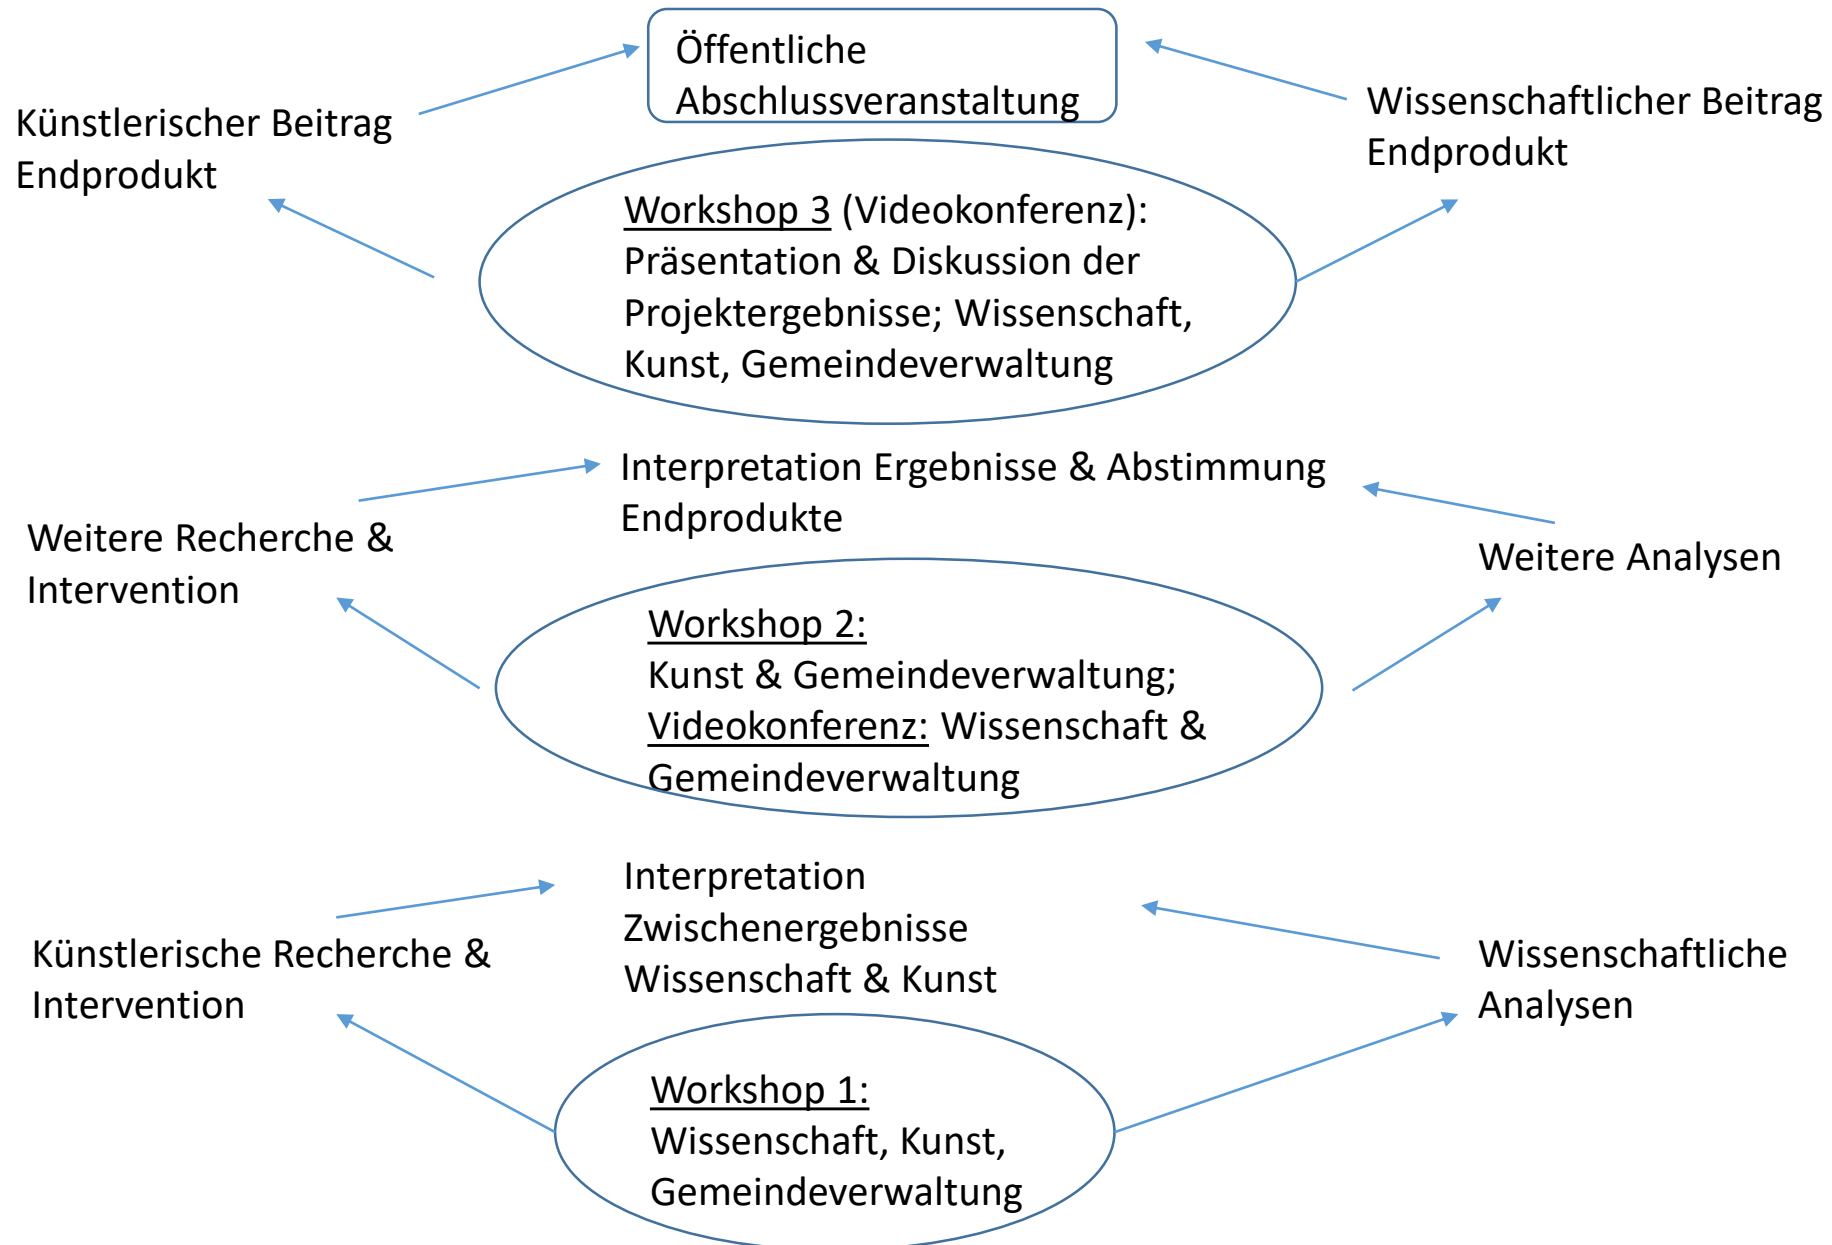 Öffentliche
Abschlussveranstaltung
Künstlerischer Beitrag
Endprodukt
Wissenschaftlicher Beitrag
Endprodukt
Workshop 3 (Videokonferenz):
Präsentation & Diskussion der
Projektergebnisse; Wissenschaft,
Kunst, Gemeindeverwaltung
Interpretation Ergebnisse & Abstimmung
Endprodukte
Weitere Recherche &
Intervention
Weitere Analysen
Workshop 2:
Kunst & Gemeindeverwaltung;
Videokonferenz: Wissenschaft &
Gemeindeverwaltung
Interpretation
Zwischenergebnisse
Wissenschaft & Kunst
Künstlerische Recherche &
Intervention
Wissenschaftliche
Analysen
Workshop 1:
Wissenschaft, Kunst,
Gemeindeverwaltung